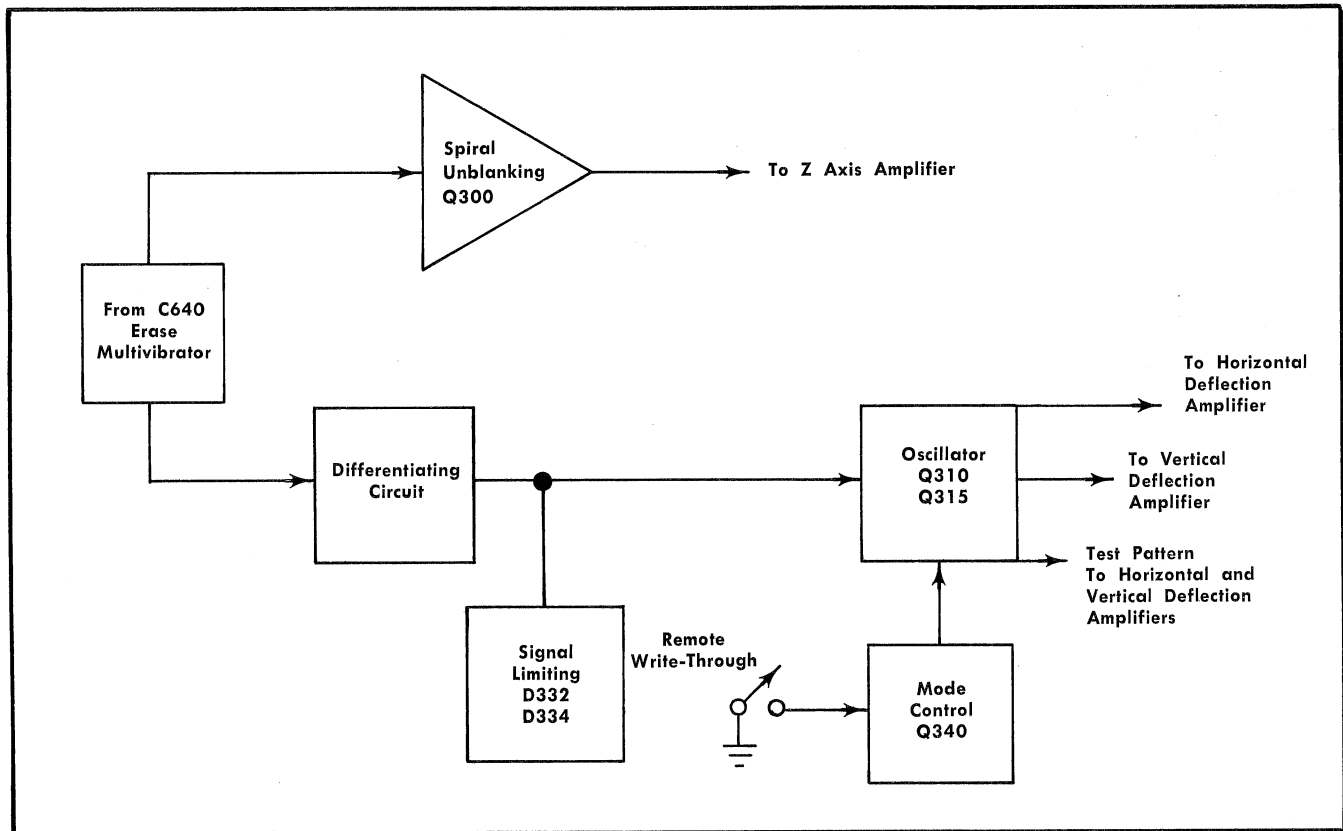 Spiral
Unblanking
Q300
To Z Axis Amplifier
From C640
Erase
Multivibrator
Differentiating
Circuit
Signal
Limiting
D332
D334
Remote
Write-Through
Oscillator
Q310
Q315
Mode
Control
Q340
To Horizontal
Deflection
Amplifier
To Vertical
Deflection
Amplifier
Test Pattern
To Horizontal and
Vertical Deflection
Amplifiers